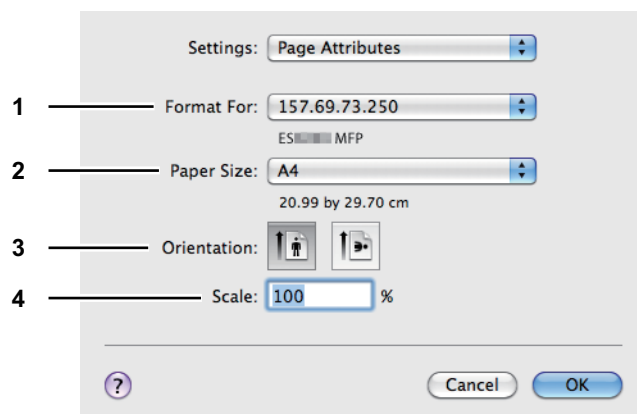 Settings: Page Attributes
1 Format For: 157.69.73.250
MFP
2 Paper Size: A4
20.99 by 29.70 cm
3 Orientation:
4 Scale: 100 %
? Cancel OK